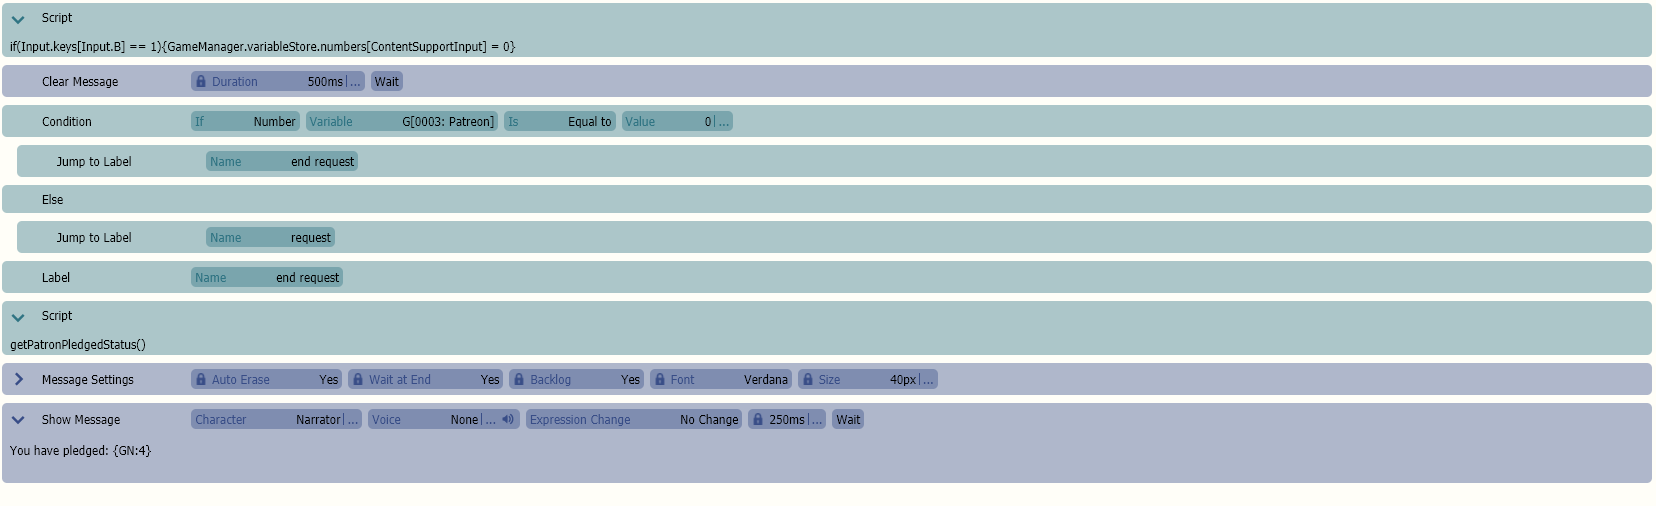 Script
if(Input.keys[Input.B] == 1){GameManager.variableStore.numbers[ContentSupportInput] = 0}
Clear Message Duration 500ms|... Wait
Condition If Number Variable G[0003: Patreon] Is Equal to Value 0|...
Jump to Label Name end request
Else
Jump to Label Name request
Label Name end request
Script
getPatronPledgedStatus()
Message Settings Auto Erase Yes Wait at End Yes Backlog Yes Font Verdana Size 40px|...
Show Message Character Narrator|... Voice None|... Expression Change No Change 250ms|... Wait
You have pledged: {GN:4}